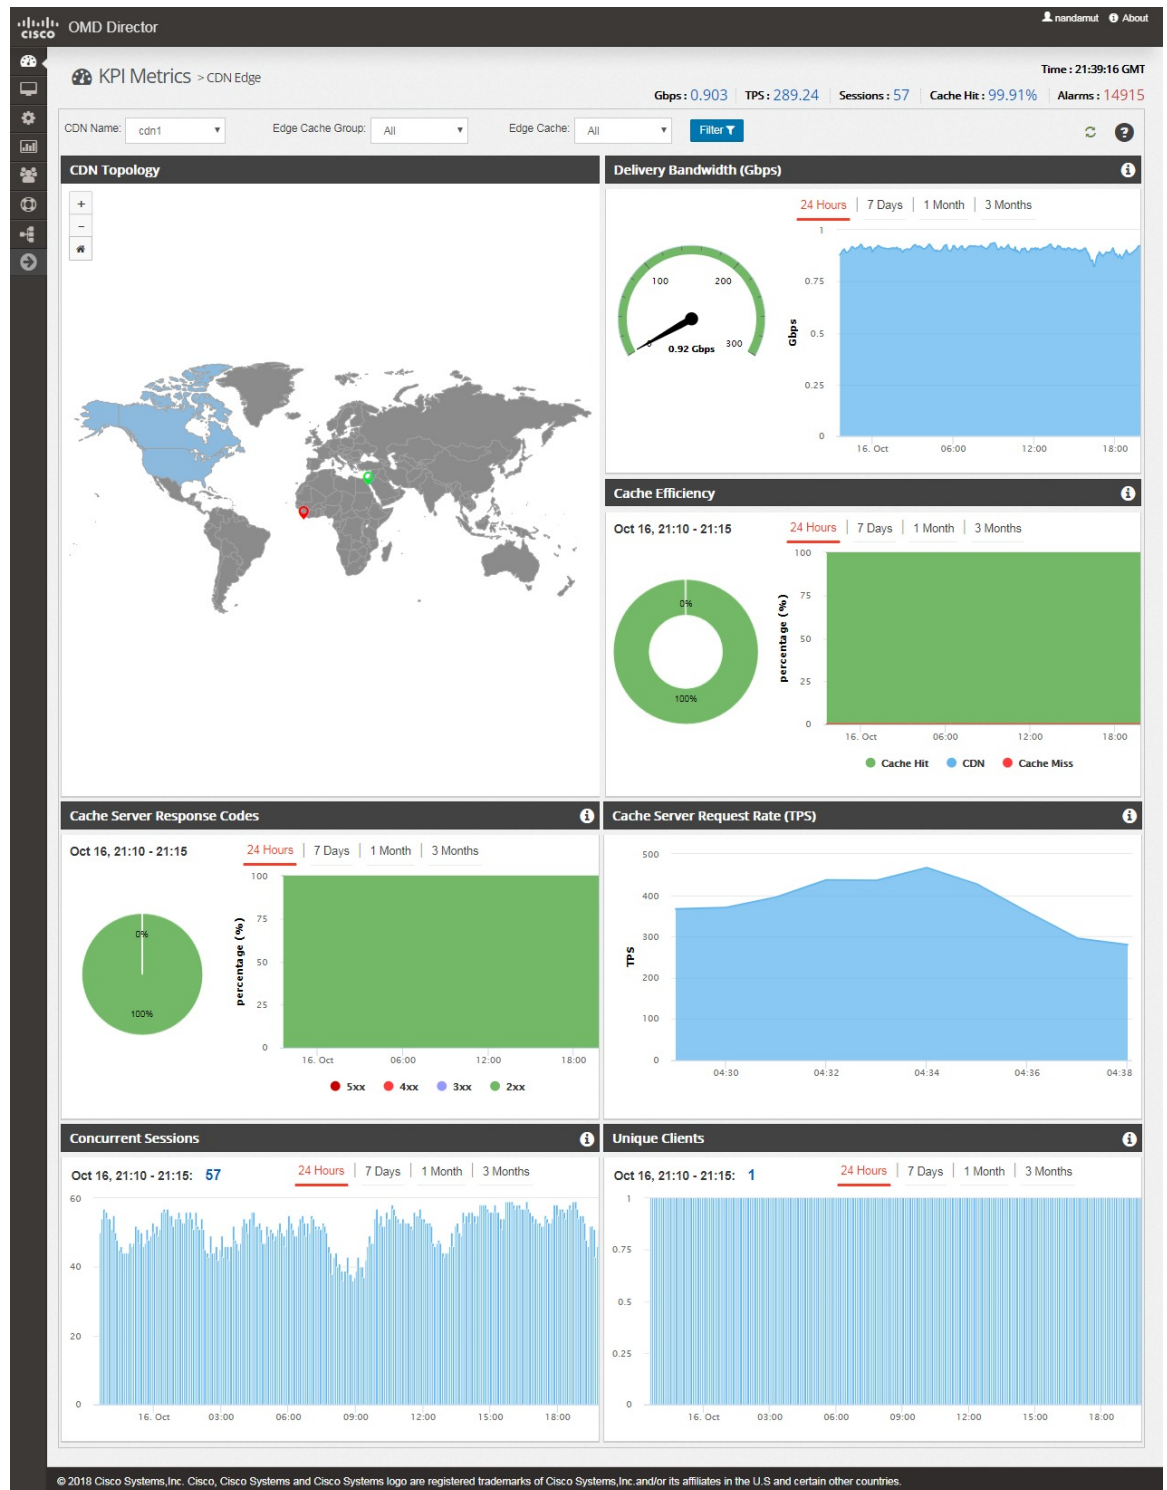 nandamut About
CISCO OMD Director
Time : 21:39:16 GMT
KPI Metrics > CDN Edge
Gbps : 0.903 TPS : 289.24 Sessions : 57 Cache Hit : 99.91% Alarms : 14915
CDN Name: cdn1 Edge Cache Group: All Edge Cache: All Filter
CDN Topology
+
−
Delivery Bandwidth (Gbps)
24 Hours 7 Days 1 Month 3 Months
100 200
300
0.92 Gbps
Gbps
1
0.75
0.5
0.25
0
16. Oct 06:00 12:00 18:00
Cache Efficiency
Oct 16, 21:10 - 21:15
24 Hours 7 Days 1 Month 3 Months
0%
100%
percentage (%)
100
75
50
25
0
16. Oct 06:00 12:00 18:00
Cache Hit CDN Cache Miss
Cache Server Response Codes
Oct 16, 21:10 - 21:15
24 Hours 7 Days 1 Month 3 Months
0%
100%
percentage (%)
100
75
50
25
0
16. Oct 06:00 12:00 18:00
5xx 4xx 3xx 2xx
Cache Server Request Rate (TPS)
TPS
500
400
300
200
100
0
04:30 04:32 04:34 04:36 04:38
Concurrent Sessions
Oct 16, 21:10 - 21:15: 57
24 Hours 7 Days 1 Month 3 Months
60
40
20
0
16. Oct 03:00 06:00 09:00 12:00 15:00 18:00
Unique Clients
Oct 16, 21:10 - 21:15: 1
24 Hours 7 Days 1 Month 3 Months
1
0.75
0.5
0.25
0
16. Oct 03:00 06:00 09:00 12:00 15:00 18:00
© 2018 Cisco Systems,Inc. Cisco, Cisco Systems and Cisco Systems logo are registered trademarks of Cisco Systems,Inc.and/or its affiliates in the U.S and certain other countries.